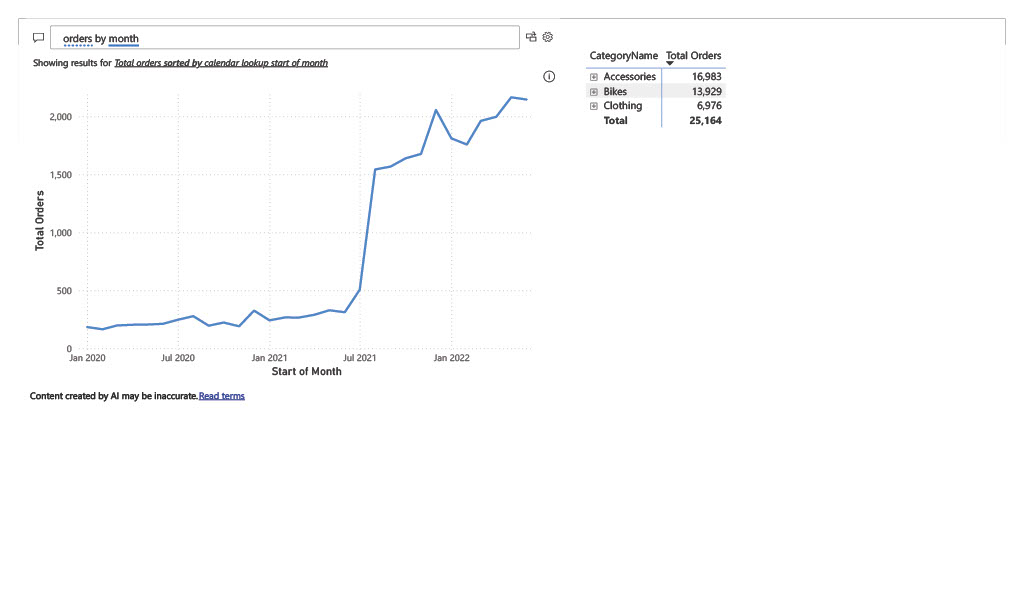 orders by month
Showing results for Total orders sorted by calendar lookup start of month
Total Orders
2,000
1,500
1,000
500
0
Jan 2020 Jul 2020 Jan 2021 Jul 2021 Jan 2022
Start of Month
Content created by AI may be inaccurate. Read terms
CategoryName Total Orders
Accessories 16,983
Bikes 13,929
Clothing 6,976
Total 25,164